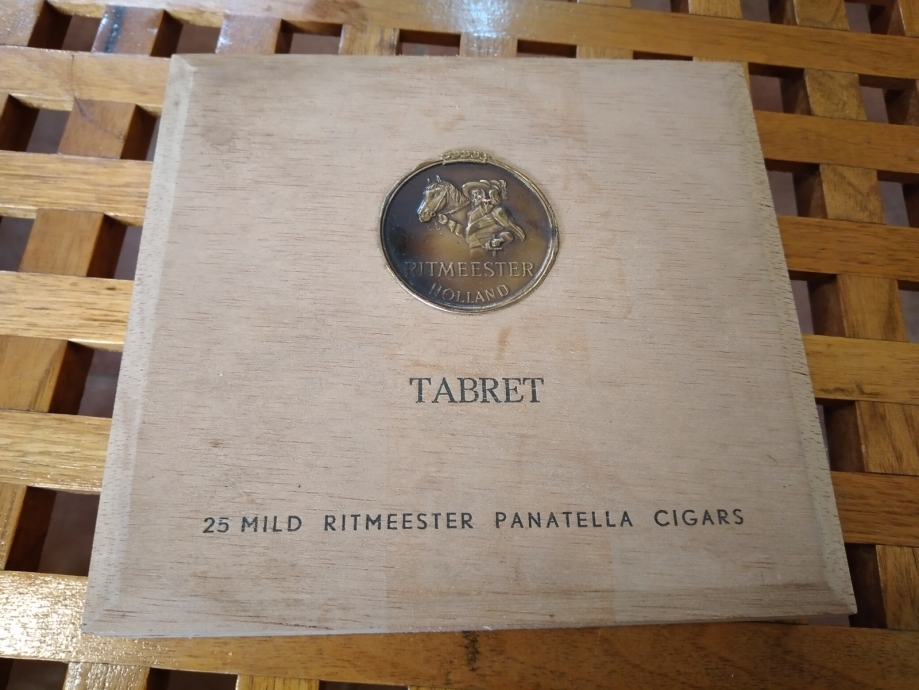 RITMEESTER
HOLLAND
TABRET
25 MILD RITMEESTER PANATELLA CIGARS